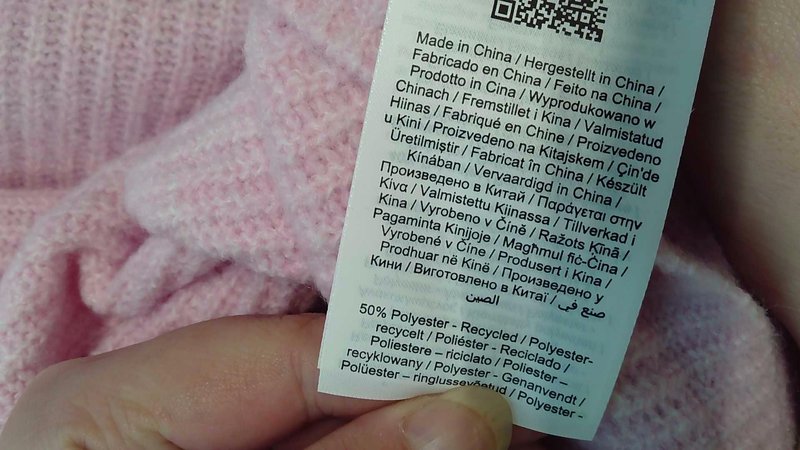 Made in China / Hergestellt in China /
Fabricado en China / Feito na China /
Prodotto in Cina / Wyprodukowano w
Chinach / Fremstillet i Kina / Valmistatud
Hiinas / Fabriqué en Chine / Proizvedeno
u Kini / Proizvedeno na Kitajskem / Çin'de
Üretilmiştir / Fabricat în China / Készült
Kínában / Vervaardigd in China /
Произведено в Китай / Παράγεται στην
Κίνα / Valmistettu Kiinassa / Tillverkad i
Kina / Vyrobeno v Číně / Ražots Ķīnā /
Pagaminta Kinijoje / Magħmul fiċ-Ċina /
Vyrobené v Číne / Produsert i Kina /
Prodhuar në Kinë / Произведено у
Кини / Виготовлено в Китаї / صنع في
الصين
50% Polyester - Recycled / Polyester-
recycelt / Poliéster - Reciclado /
Poliestere – riciclato / Poliester –
recyklowany / Polyester - Genanvendt /
Polüester – ringlussevõetud / Polyester -